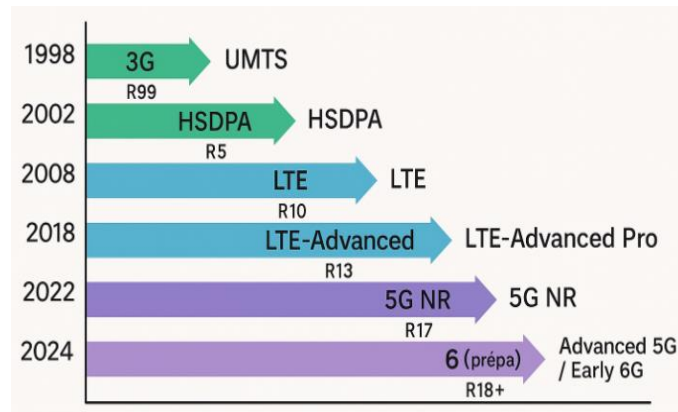 1998 3G UMTS
R99
2002 HSDPA HSDPA
R5
2008 LTE LTE
R10
2018 LTE-Advanced LTE-Advanced Pro
R13
2022 5G NR 5G NR
R17
2024 6 (prépa) Advanced 5G
/ Early 6G
R18+